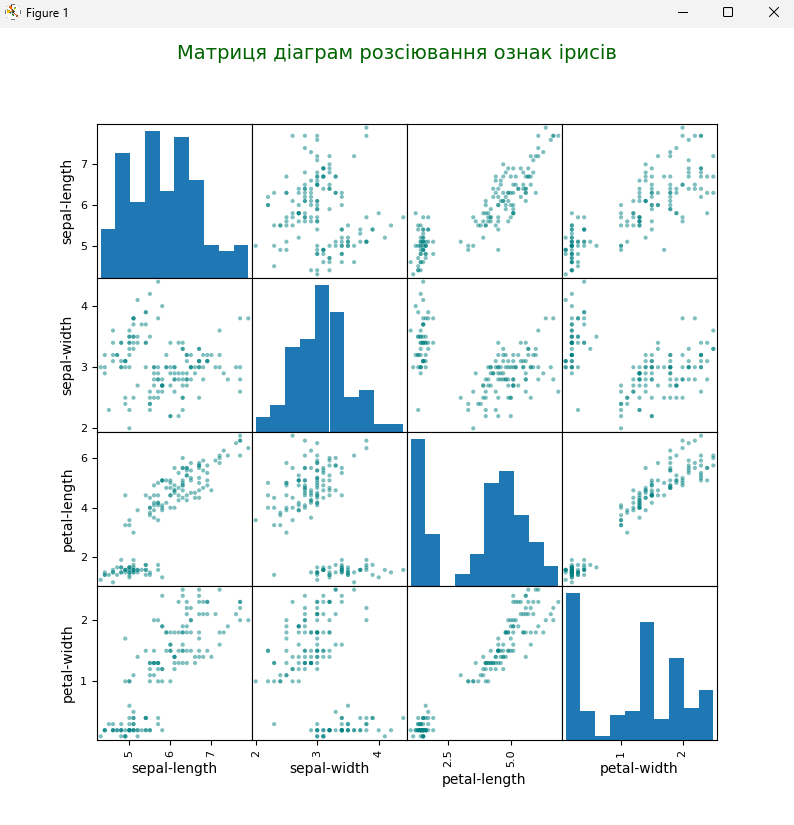 Figure 1
Матриця діаграм розсіювання ознак ірисів
sepal-length
7
6
5
sepal-width
4
3
2
petal-length
6
4
2
petal-width
2
1
5 6 7 2 3 4 2.5 5.0 1 2
sepal-length sepal-width petal-length petal-width